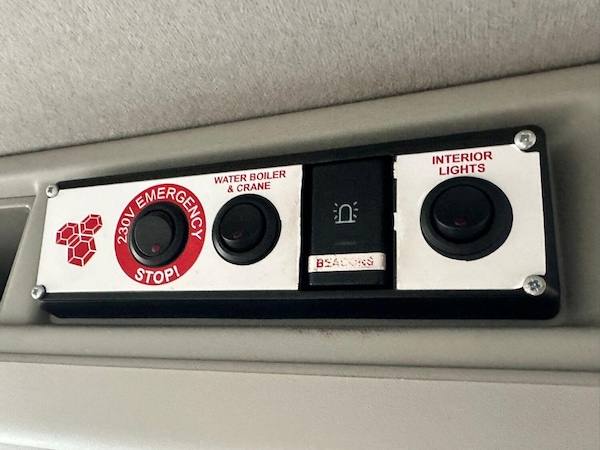 230V EMERGENCY
STOP!
WATER BOILER
& CRANE
BEACONS
INTERIOR
LIGHTS